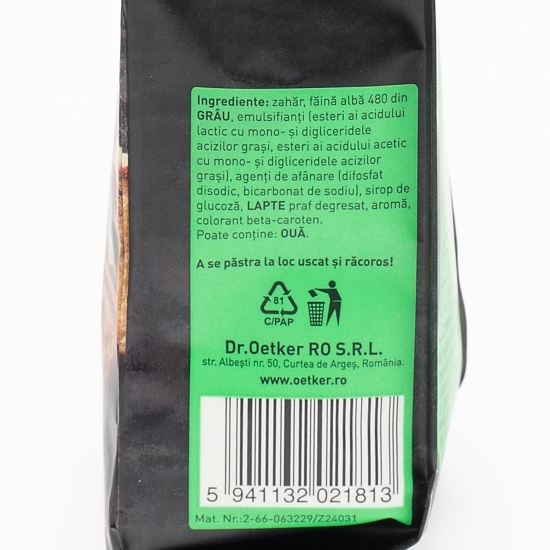 Ingrediente: zahăr, făină albă 480 din
GRÂU, emulsifianți (esteri ai acidului
lactic cu mono- și digliceridele
acizilor grași, esteri ai acidului acetic
cu mono- și digliceridele acizilor
grași), agenți de afânare (difosfat
disodic, bicarbonat de sodiu), sirop de
glucoză, LAPTE praf degresat, aromă,
colorant beta-caroten.
Poate conține: OUĂ.
A se păstra la loc uscat și răcoros!
81
C/PAP
Dr.Oetker RO S.R.L.
str. Albești nr. 50, Curtea de Argeș, România.
www.oetker.ro
5 941132 021813
Mat. Nr.:2-66-063229/Z24031